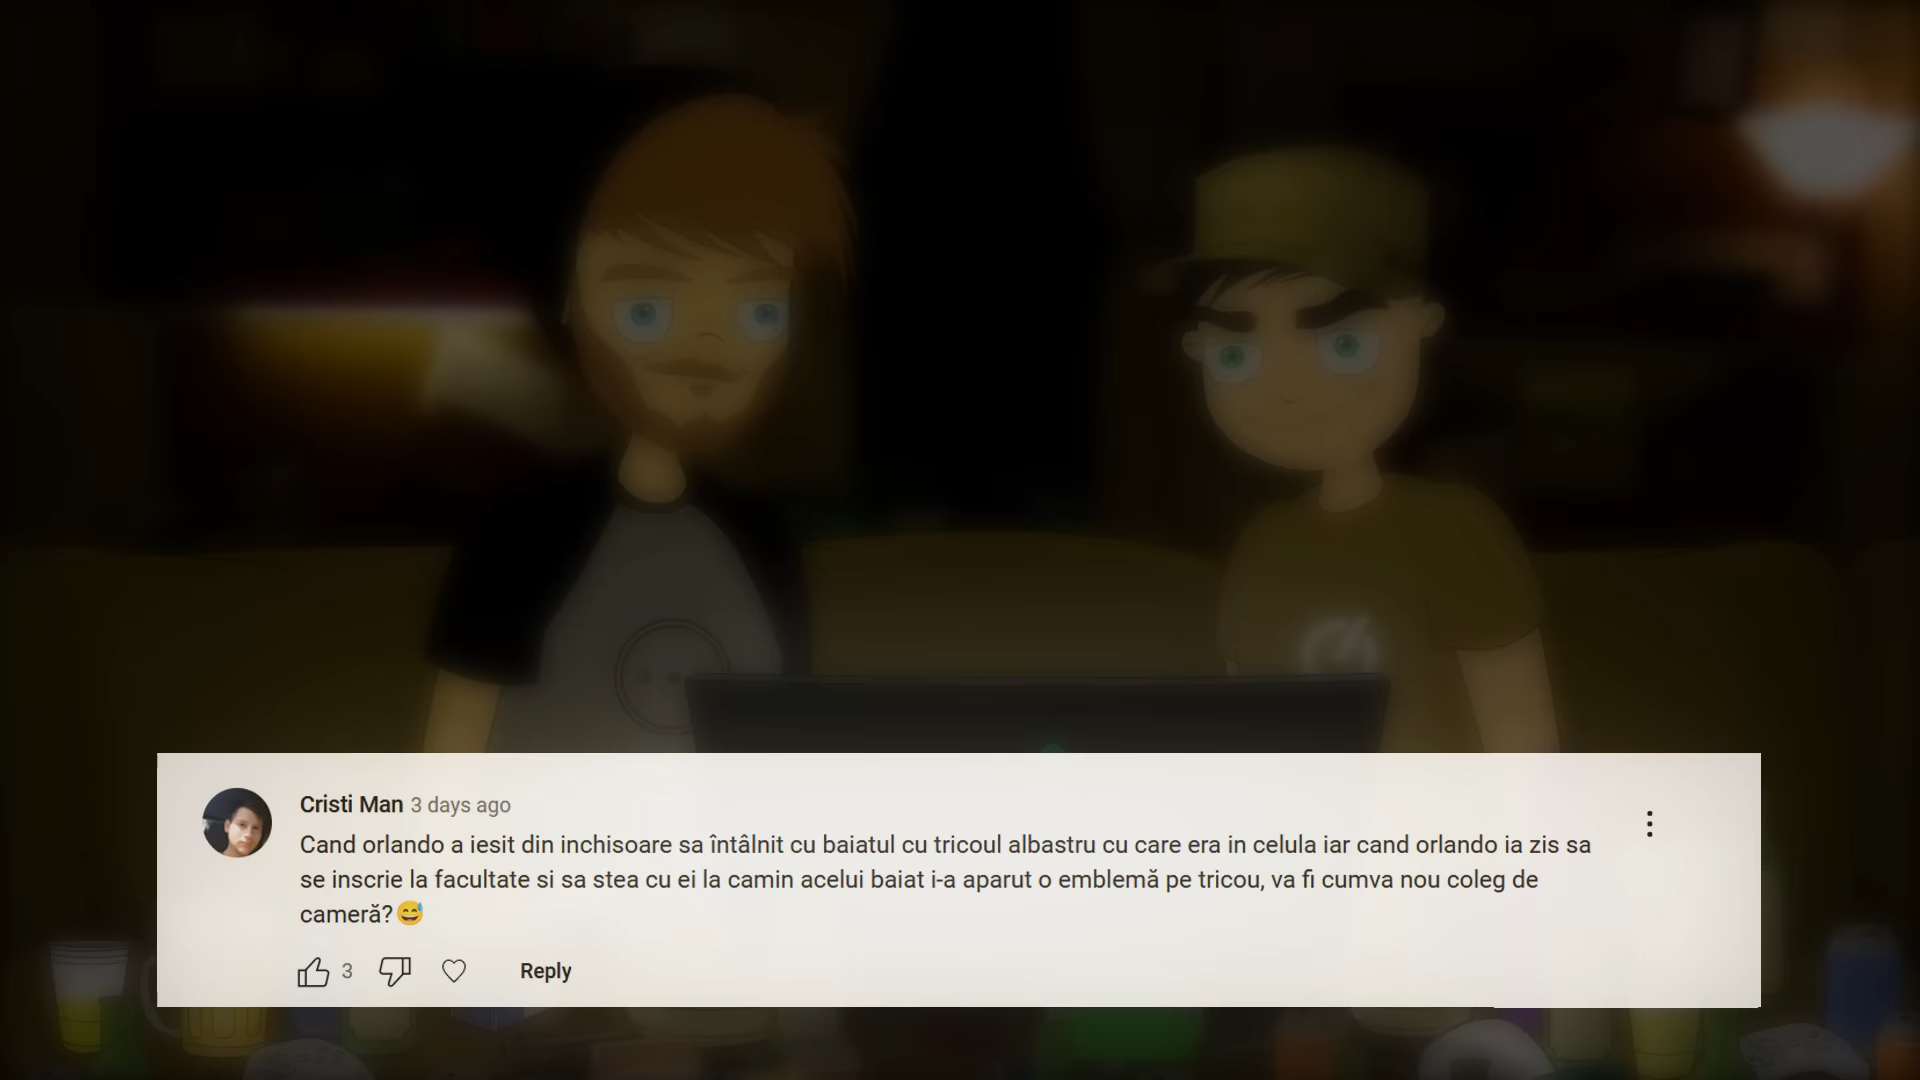 Cristi Man 3 days ago
Cand orlando a iesit din inchisoare sa întâlnit cu baiatul cu tricoul albastru cu care era in celula iar cand orlando ia zis sa
se inscrie la facultate si sa stea cu ei la camin acelui baiat i-a aparut o emblemă pe tricou, va fi cumva nou coleg de
cameră?😅
3 Reply